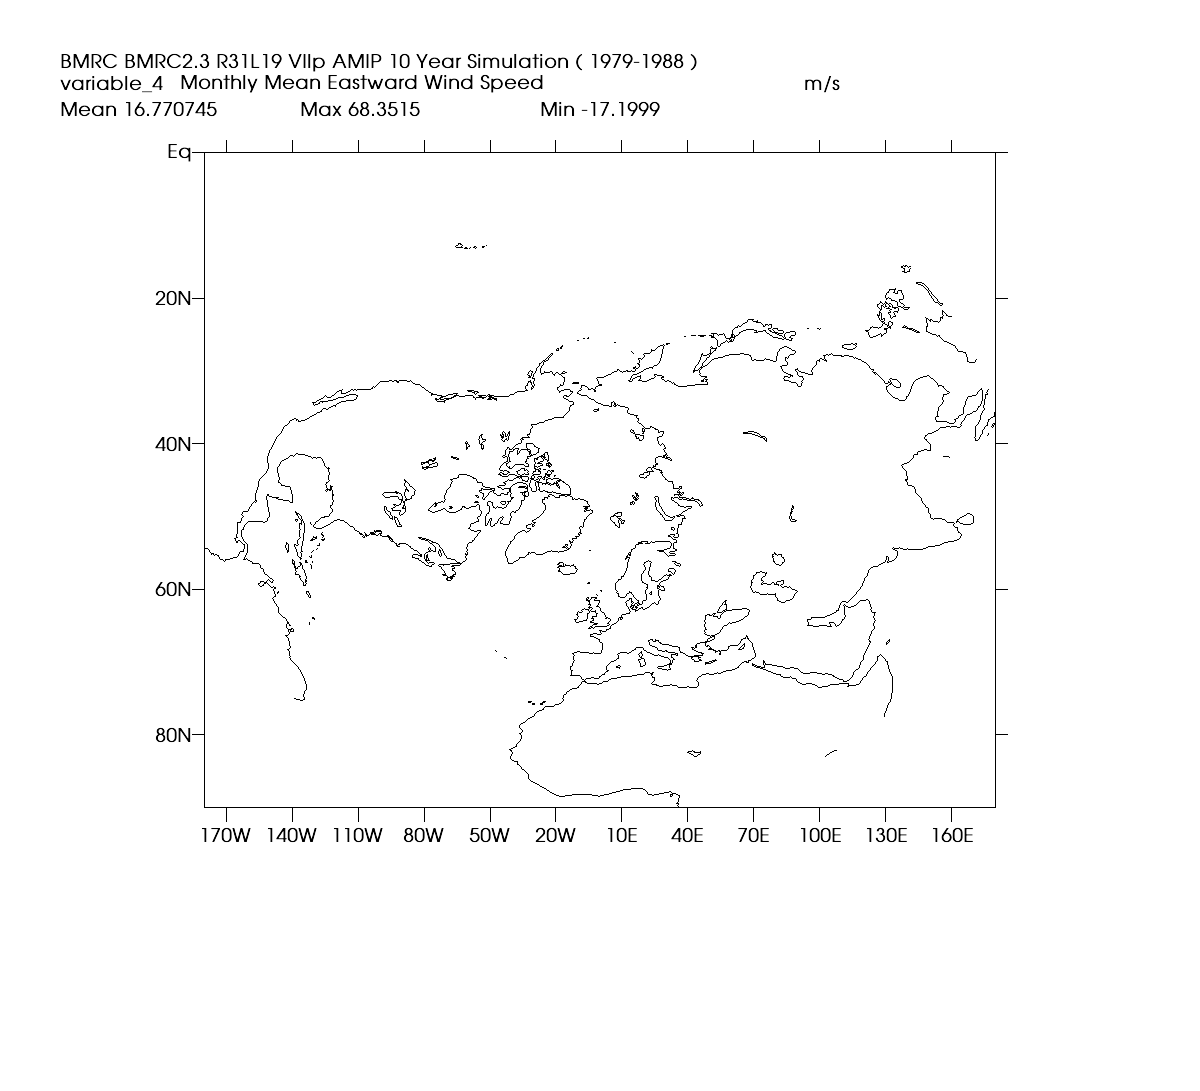 BMRC BMRC2.3 R31L19 VIIp AMIP 10 Year Simulation ( 1979-1988 )
variable_4 Monthly Mean Eastward Wind Speed m/s
Mean 16.770745 Max 68.3515 Min -17.1999
Eq
20N
40N
60N
80N
170W 140W 110W 80W 50W 20W 10E 40E 70E 100E 130E 160E